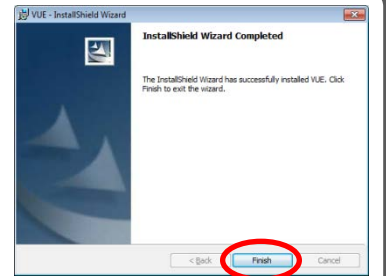 VUE - InstallShield Wizard
InstallShield Wizard Completed
The InstallShield Wizard has successfully installed VUE. Click
Finish to exit the wizard.
< Back
Finish
Cancel